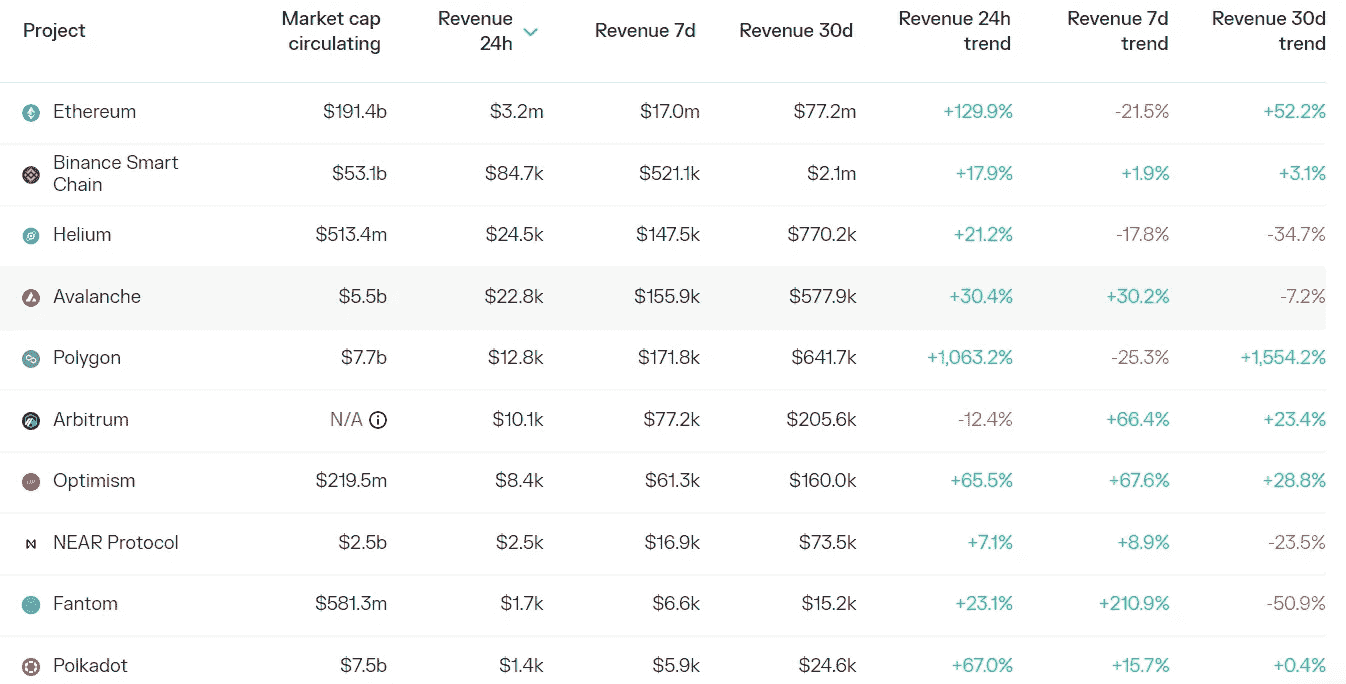 Project Market cap circulating Revenue 24h Revenue 7d Revenue 30d Revenue 24h trend Revenue 7d trend Revenue 30d trend
Ethereum $191.4b $3.2m $17.0m $77.2m +129.9% -21.5% +52.2%
Binance Smart Chain $53.1b $84.7k $521.1k $2.1m +17.9% +1.9% +3.1%
Helium $513.4m $24.5k $147.5k $770.2k +21.2% -17.8% -34.7%
Avalanche $5.5b $22.8k $155.9k $577.9k +30.4% +30.2% -7.2%
Polygon $7.7b $12.8k $171.8k $641.7k +1,063.2% -25.3% +1,554.2%
Arbitrum N/A $10.1k $77.2k $205.6k -12.4% +66.4% +23.4%
Optimism $219.5m $8.4k $61.3k $160.0k +65.5% +67.6% +28.8%
NEAR Protocol $2.5b $2.5k $16.9k $73.5k +7.1% +8.9% -23.5%
Fantom $581.3m $1.7k $6.6k $15.2k +23.1% +210.9% -50.9%
Polkadot $7.5b $1.4k $5.9k $24.6k +67.0% +15.7% +0.4%